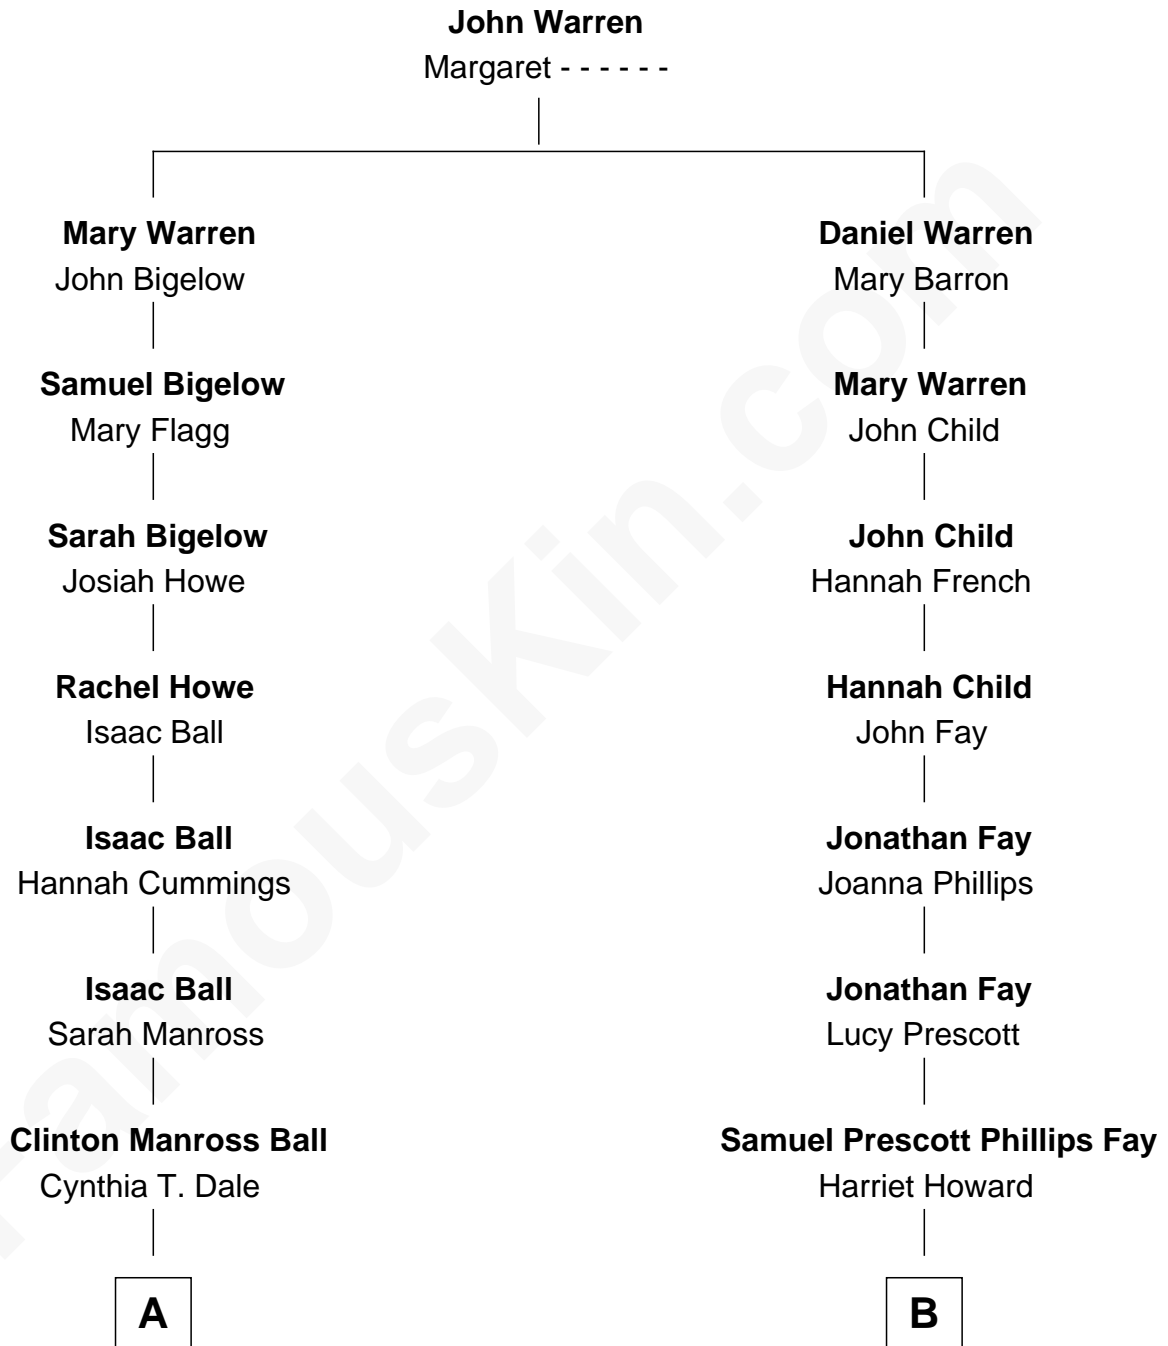 John Warren
Margaret - - - - - -
Mary Warren
John Bigelow
Daniel Warren
Mary Barron
Samuel Bigelow
Mary Flagg
Mary Warren
John Child
Sarah Bigelow
Josiah Howe
John Child
Hannah French
Rachel Howe
Isaac Ball
Hannah Child
John Fay
Isaac Ball
Hannah Cummings
Jonathan Fay
Joanna Phillips
Isaac Ball
Sarah Manross
Jonathan Fay
Lucy Prescott
Clinton Manross Ball
Cynthia T. Dale
Samuel Prescott Phillips Fay
Harriet Howard
A
B
FamousKin.com